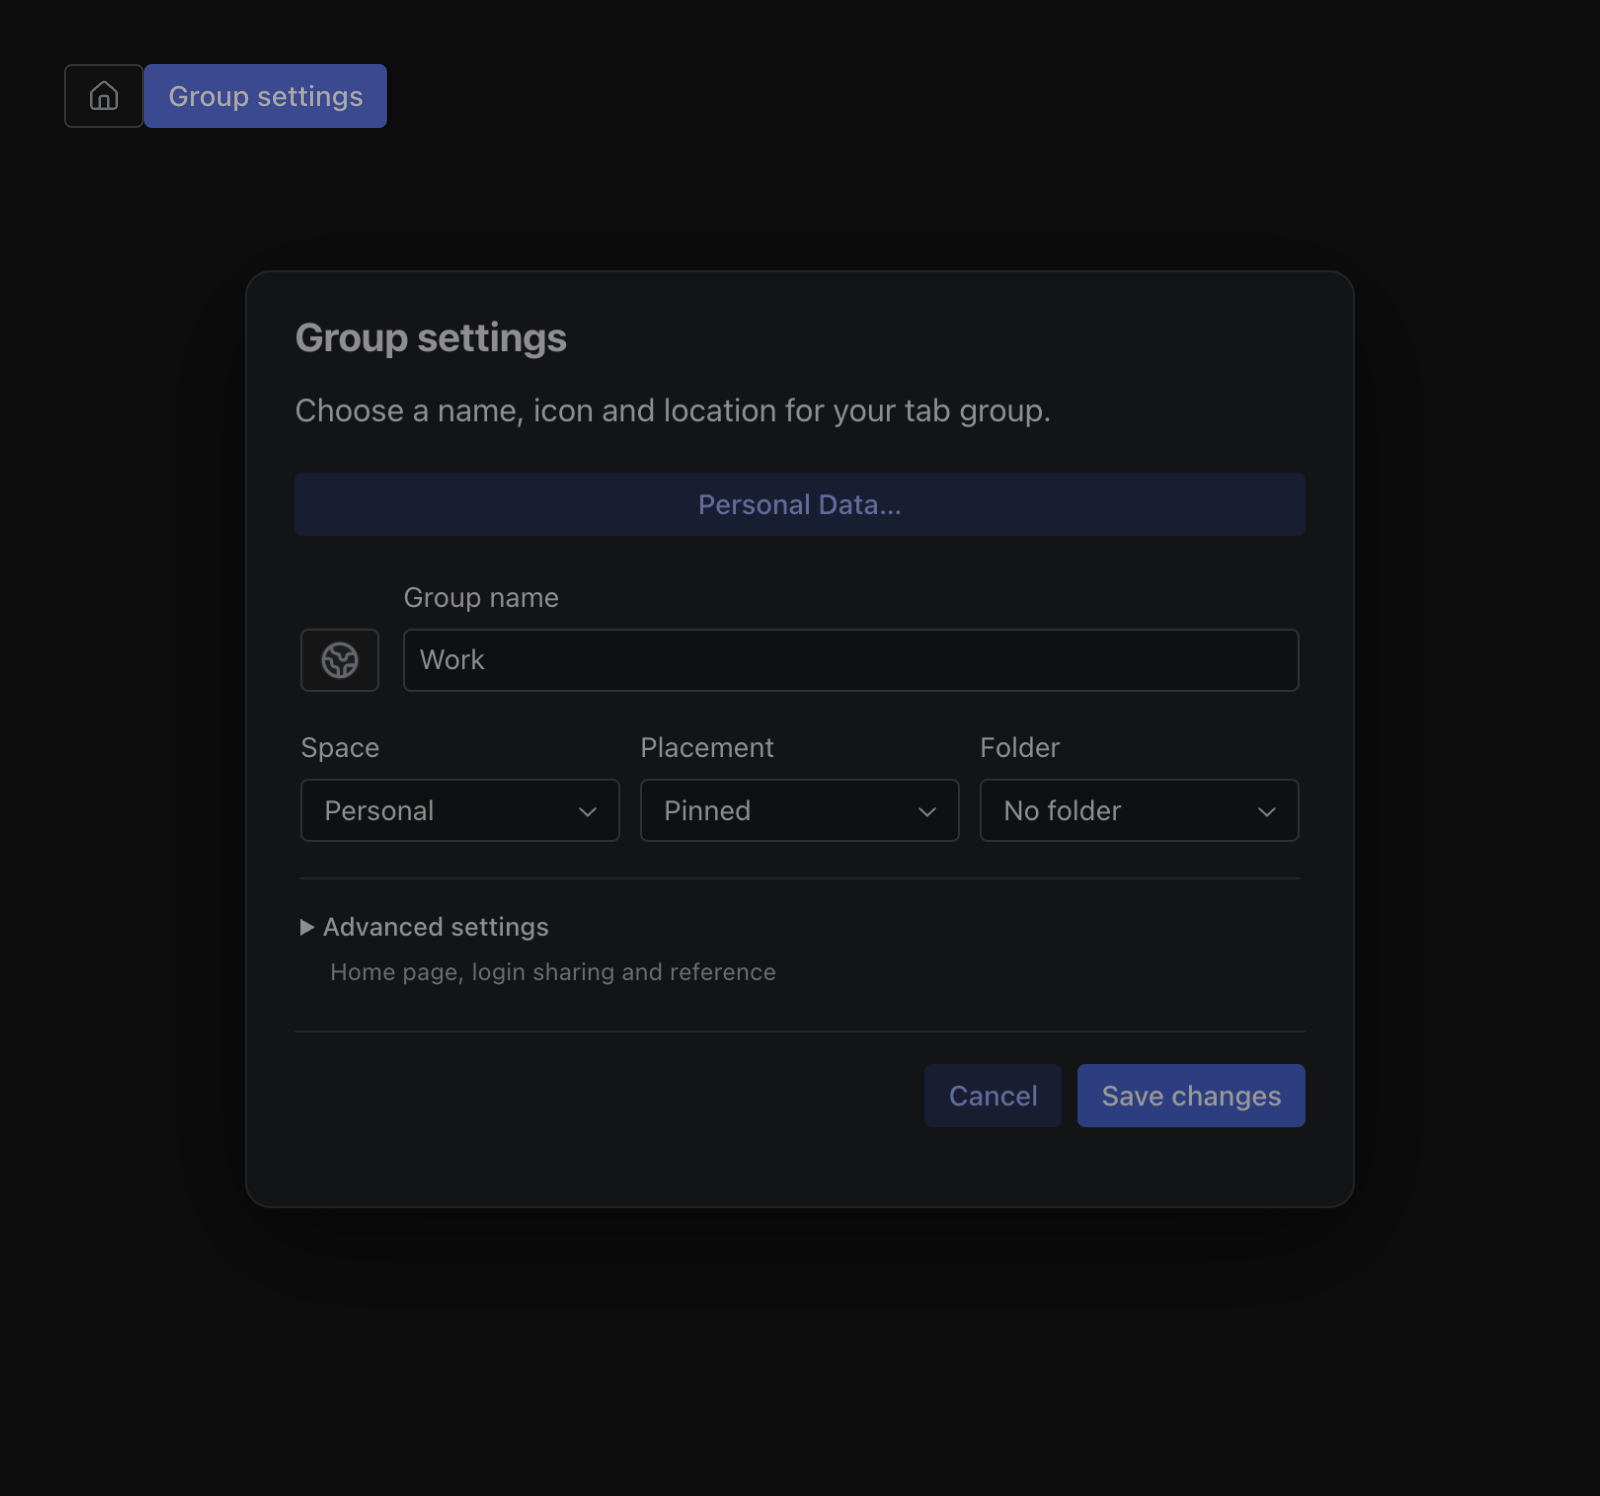 Group settings
Group settings
Choose a name, icon and location for your tab group.
Personal Data...
Group name
Work
Space
Placement
Folder
Personal
Pinned
No folder
Advanced settings
Home page, login sharing and reference
Cancel
Save changes